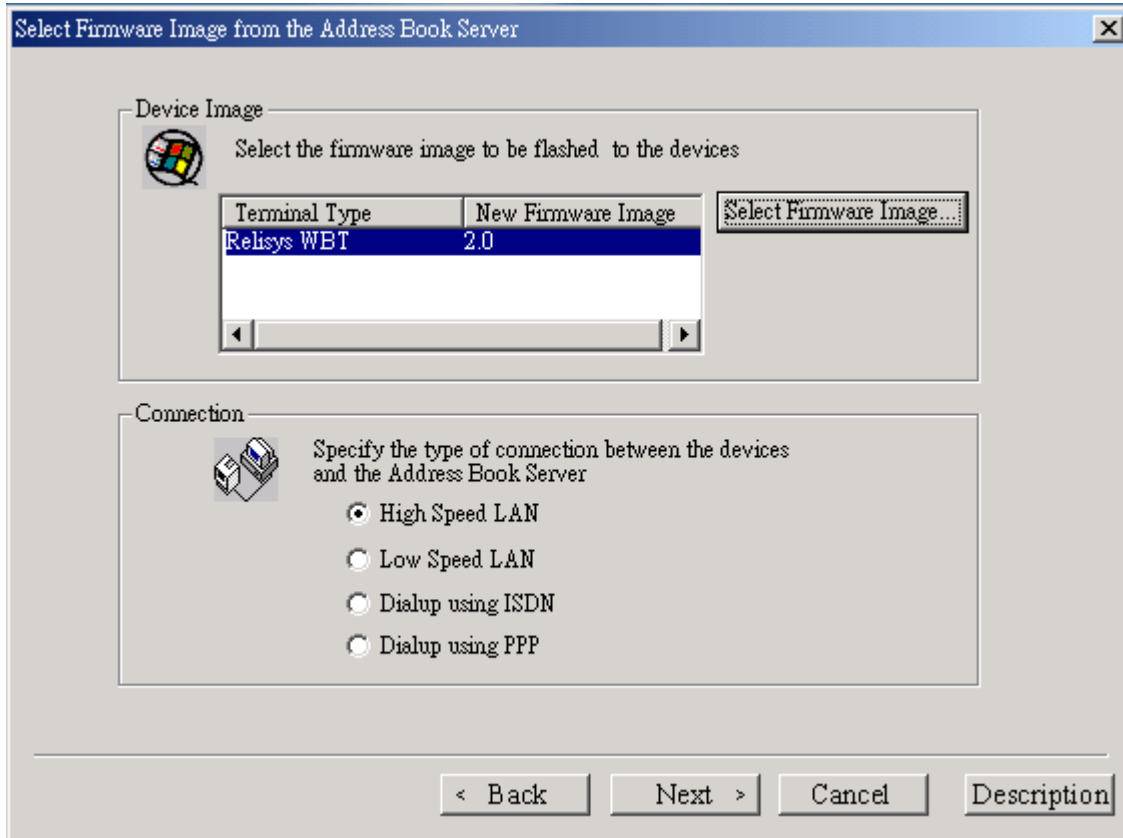 Select Firmware Image from the Address Book Server
Device Image
Select the firmware image to be flashed to the devices
Terminal Type New Firmware Image
Relisys WBT 2.0
Select Firmware Image...
Connection
Specify the type of connection between the devices
and the Address Book Server
High Speed LAN
Low Speed LAN
Dialup using ISDN
Dialup using PPP
< Back Next > Cancel Description